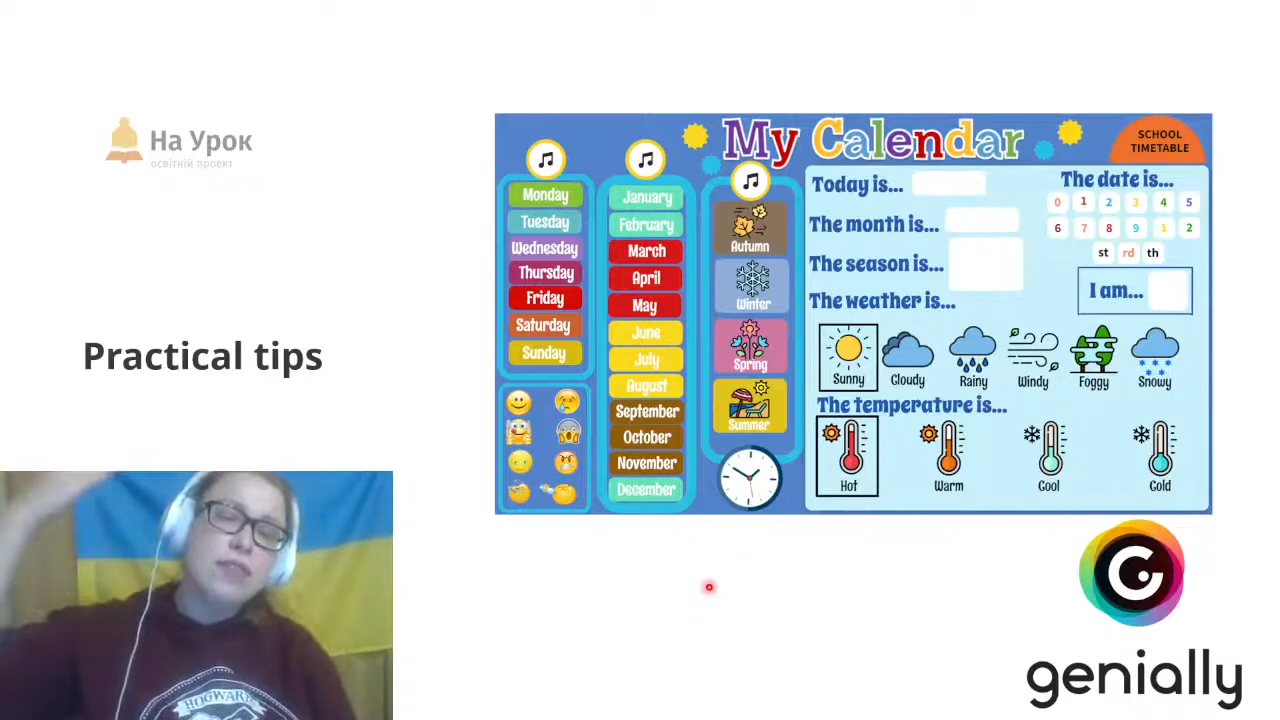 На Урок
освітній проект
Practical tips
My Calendar
SCHOOL
TIMETABLE
Monday
Tuesday
Wednesday
Thursday
Friday
Saturday
Sunday
January
February
March
April
May
June
July
August
September
October
November
December
Autumn
Winter
Spring
Summer
Today is...
The month is...
The season is...
The weather is...
The date is...
0 1 2 3 4 5
6 7 8 9 1 2
st rd th
I am...
Sunny Cloudy Rainy Windy Foggy Snowy
The temperature is...
Hot Warm Cool Cold
HOGWAR
G
genially